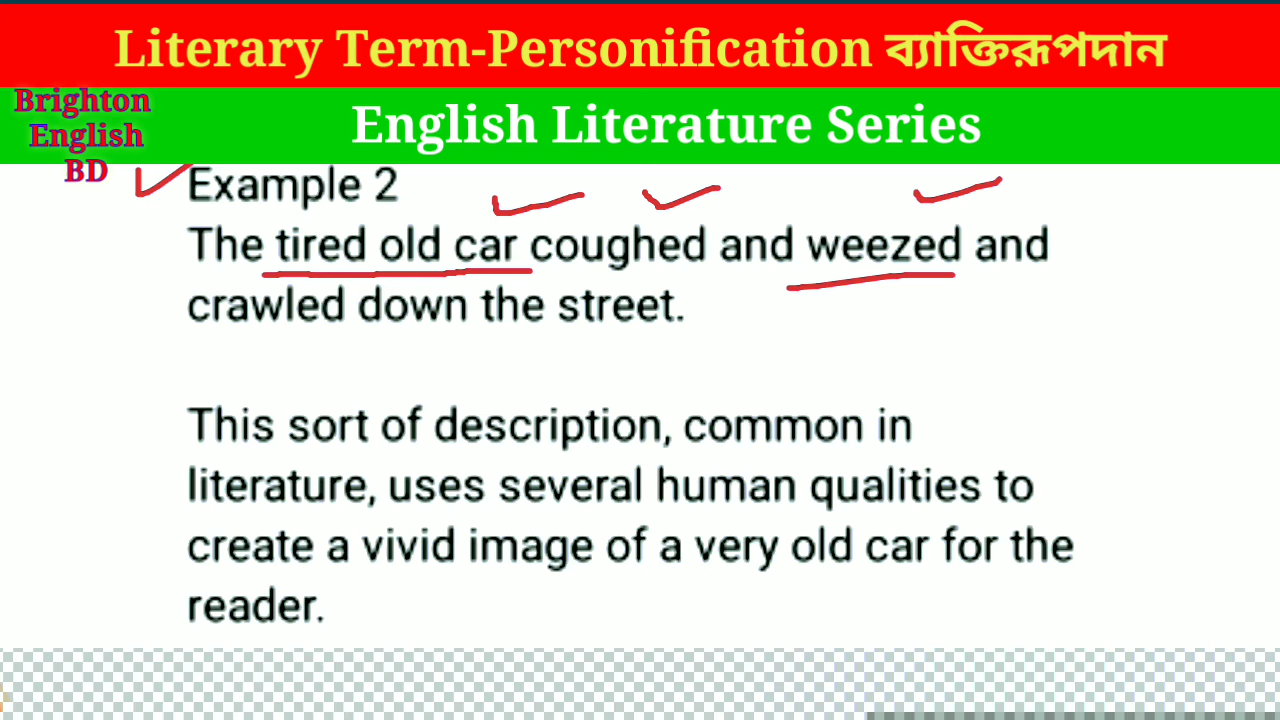 Literary Term-Personification ব্যাক্তিরূপদান
English Literature Series
Brighton
English
BD
Example 2
The tired old car coughed and weezed and
crawled down the street.
This sort of description, common in
literature, uses several human qualities to
create a vivid image of a very old car for the
reader.